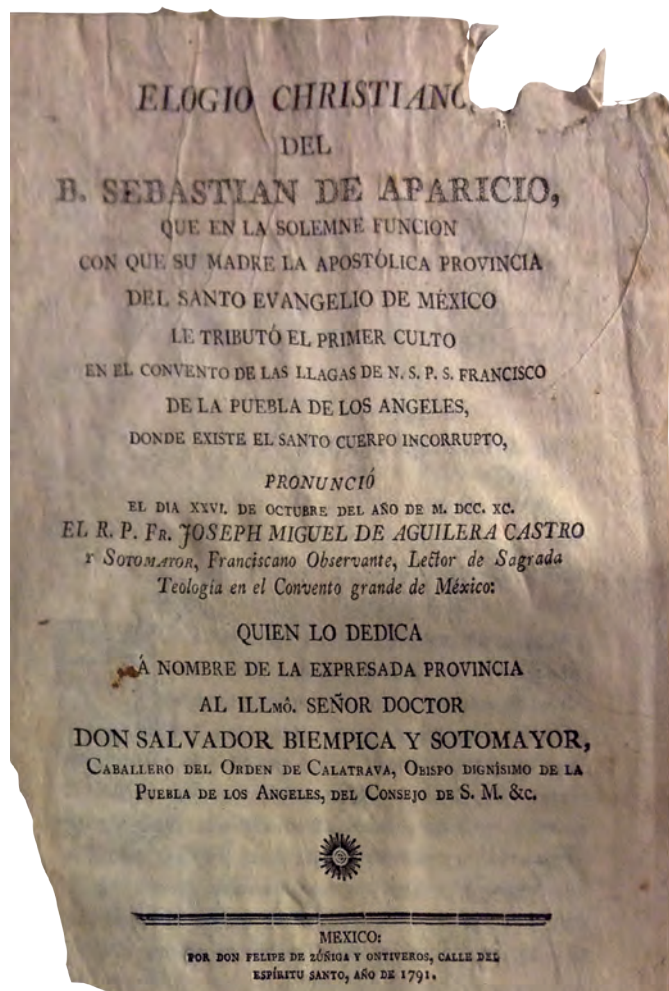 ELOGIO CHRISTIANO
DEL
B. SEBASTIAN DE APARICIO,
QUE EN LA SOLEMNE FUNCION
CON QUE SU MADRE LA APOSTÓLICA PROVINCIA
DEL SANTO EVANGELIO DE MÉXICO
LE TRIBUTÓ EL PRIMER CULTO
EN EL CONVENTO DE LAS LLAGAS DE N. S. P. S. FRANCISCO
DE LA PUEBLA DE LOS ANGELES,
DONDE EXISTE EL SANTO CUERPO INCORRUPTO,
PRONUNCIÓ
EL DIA XXVI. DE OCTUBRE DEL AÑO DE M. DCC. XC.
EL R. P. FR. JOSEPH MIGUEL DE AGUILERA CASTRO
Y SOTOMAYOR, Franciscano Observante, Lector de Sagrada
Teología en el Convento grande de México:
QUIEN LO DEDICA
Á NOMBRE DE LA EXPRESADA PROVINCIA
AL ILLMÔ. SEÑOR DOCTOR
DON SALVADOR BIEMPICA Y SOTOMAYOR,
CABALLERO DEL ORDEN DE CALATRAVA, OBISPO DIGNÍSIMO DE LA
PUEBLA DE LOS ANGELES, DEL CONSEJO DE S. M. &c.
MEXICO:
POR DON FELIPE DE ZÚÑIGA Y ONTIVEROS, CALLE DEL
ESPÍRITU SANTO, AÑO DE 1791.